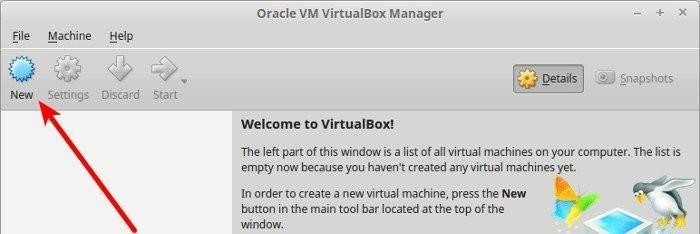 Oracle VM VirtualBox Manager
File Machine Help
New Settings Discard Start Details Snapshots
Welcome to VirtualBox!
The left part of this window is a list of all virtual machines on your computer. The list is
empty now because you haven't created any virtual machines yet.
In order to create a new virtual machine, press the New
button in the main tool bar located at the top of the
window.